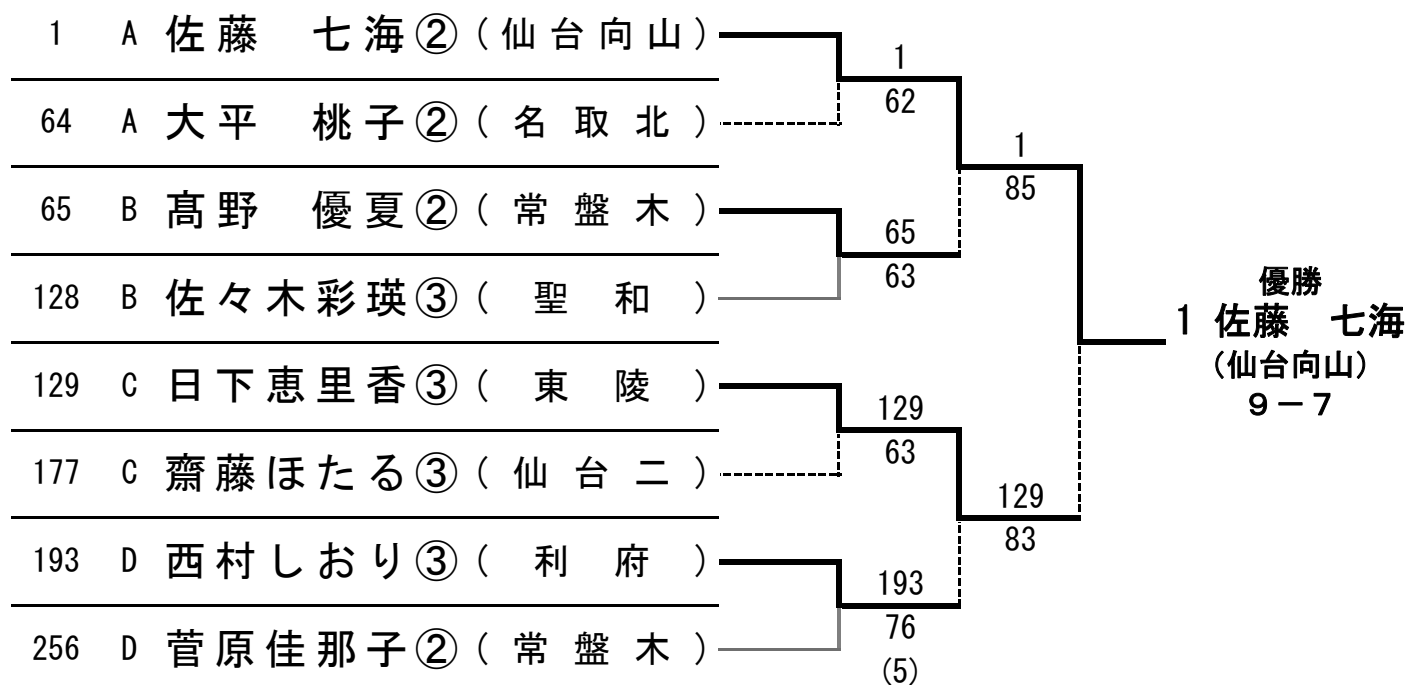 1 A 佐藤 七海② (仙台向山)
64 A 大平 桃子② (名取北)
65 B 髙野 優夏② (常盤木)
128 B 佐々木彩瑛③ (聖和)
129 C 日下恵里香③ (東陵)
177 C 齋藤ほたる③ (仙台二)
193 D 西村しおり③ (利府)
256 D 菅原佳那子② (常盤木)
1
62
65
63
129
63
193
76
(5)
1
85
129
83
優勝
1 佐藤 七海
(仙台向山)
9－7